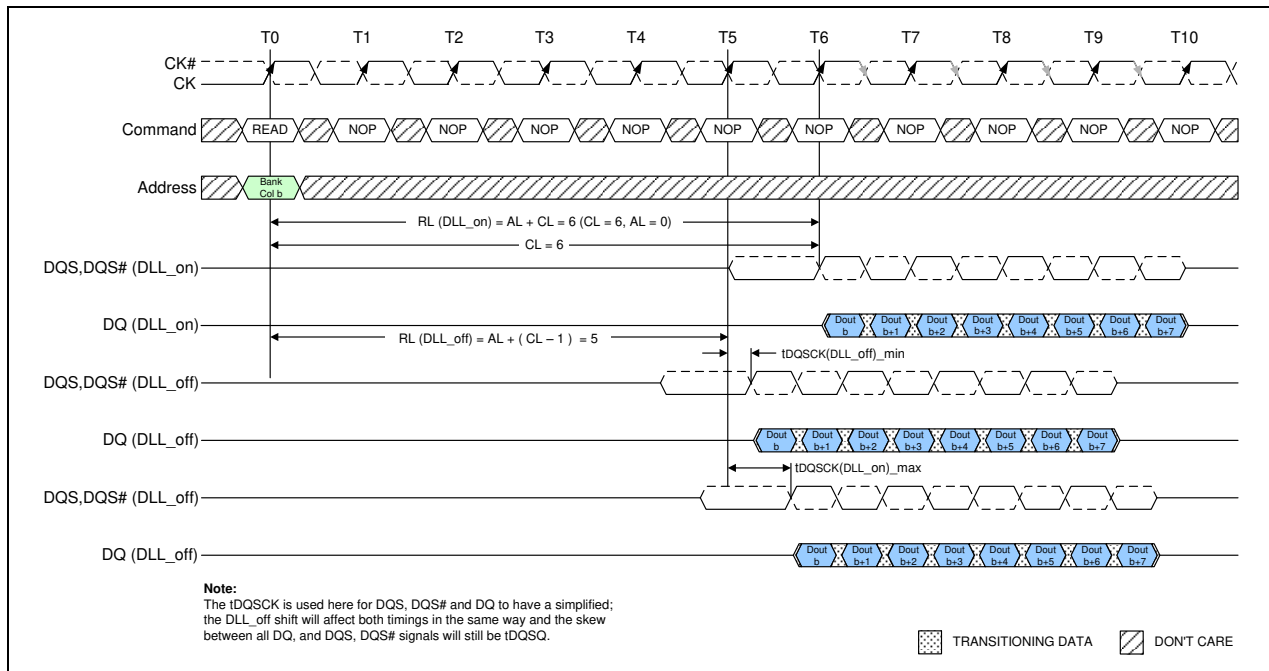 T0 T1 T2 T3 T4 T5 T6 T7 T8 T9 T10
CK#
CK
Command READ NOP NOP NOP NOP NOP NOP NOP NOP NOP NOP
Address Bank
Col b
RL (DLL_on) = AL + CL = 6 (CL = 6, AL = 0)
CL = 6
DQS,DQS# (DLL_on)
DQ (DLL_on) Dout Dout Dout Dout Dout Dout Dout Dout
b b+1 b+2 b+3 b+4 b+5 b+6 b+7
RL (DLL_off) = AL + ( CL – 1 ) = 5
tDQSCK(DLL_off)_min
DQS,DQS# (DLL_off)
DQ (DLL_off) Dout Dout Dout Dout Dout Dout Dout Dout
b b+1 b+2 b+3 b+4 b+5 b+6 b+7
tDQSCK(DLL_on)_max
DQS,DQS# (DLL_off)
DQ (DLL_off) Dout Dout Dout Dout Dout Dout Dout Dout
b b+1 b+2 b+3 b+4 b+5 b+6 b+7
Note:
The tDQSCK is used here for DQS, DQS# and DQ to have a simplified;
the DLL_off shift will affect both timings in the same way and the skew
between all DQ, and DQS, DQS# signals will still be tDQSQ.
TRANSITIONING DATA DON'T CARE